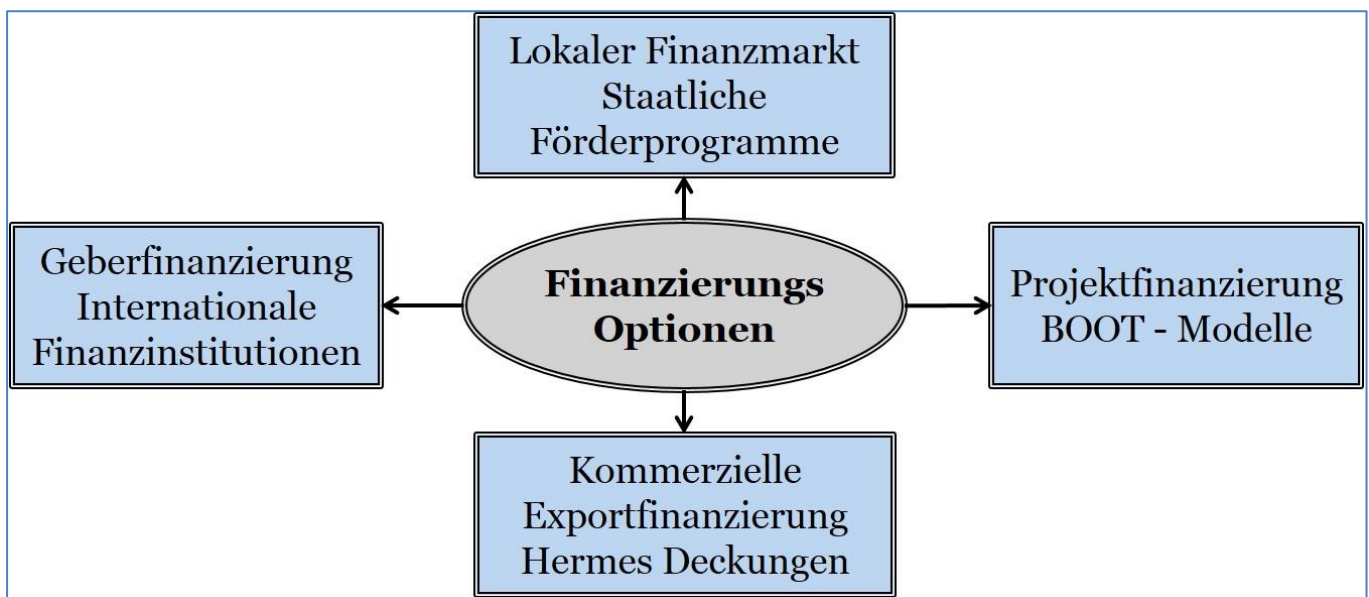 Lokaler Finanzmarkt
Staatliche
Förderprogramme
Geberfinanzierung
Internationale
Finanzinstitutionen
Finanzierungs
Optionen
Projektfinanzierung
BOOT - Modelle
Kommerzielle
Exportfinanzierung
Hermes Deckungen